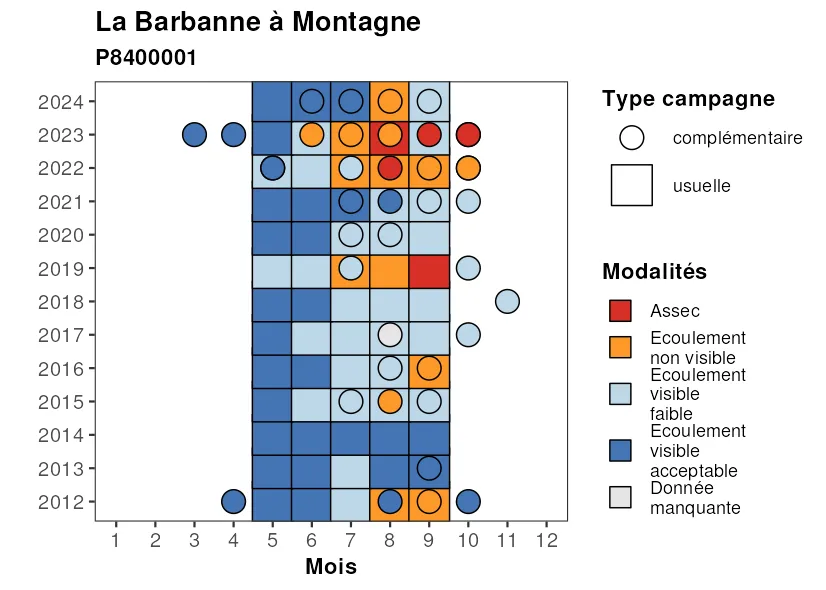 La Barbanne à Montagne
P8400001
2024
2023
2022
2021
2020
2019
2018
2017
2016
2015
2014
2013
2012
1 2 3 4 5 6 7 8 9 10 11 12
Mois
Type campagne
complémentaire
usuelle
Modalités
Assec
Ecoulement
non visible
Ecoulement
visible
faible
Ecoulement
visible
acceptable
Donnée
manquante